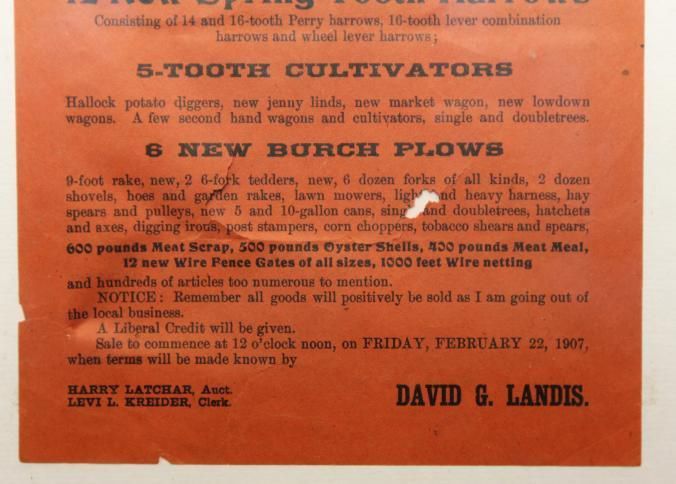 12 New Spring Tooth Harrows
Consisting of 14 and 16-tooth Perry harrows, 16-tooth lever combination
harrows and wheel lever harrows;
5-TOOTH CULTIVATORS
Hallock potato diggers, new jenny linds, new market wagon, new lowdown
wagons. A few second hand wagons and cultivators, single and doubletrees.
6 NEW BURCH PLOWS
9-foot rake, new, 2 6-fork tedders, new, 6 dozen forks of all kinds, 2 dozen
shovels, hoes and garden rakes, lawn mowers, nd heavy harness, hay
spears and pulleys, new 5 and 10-gallon cans, and doubletrees, hatchets
and axes, digging irons, post stampers, corn choppers, tobacco shears and spears,
600 pounds Meat Scrap, 500 pounds Oyster Shells, 400 pounds Meat Meal,
12 new Wire Fence Gates of all sizes, 1000 feet Wire netting
and hundreds of articles too numerous to mention.
NOTICE: Remember all goods will positively be sold as I am going out of
the local business.
A Liberal Credit will be given.
Sale to commence at 12 o'clock noon, on FRIDAY, FEBRUARY 22, 1907,
when terms will be made known by
HARRY LATCHAR, Auct.
LEVI L. KREIDER, Clerk.
DAVID G. LANDIS.